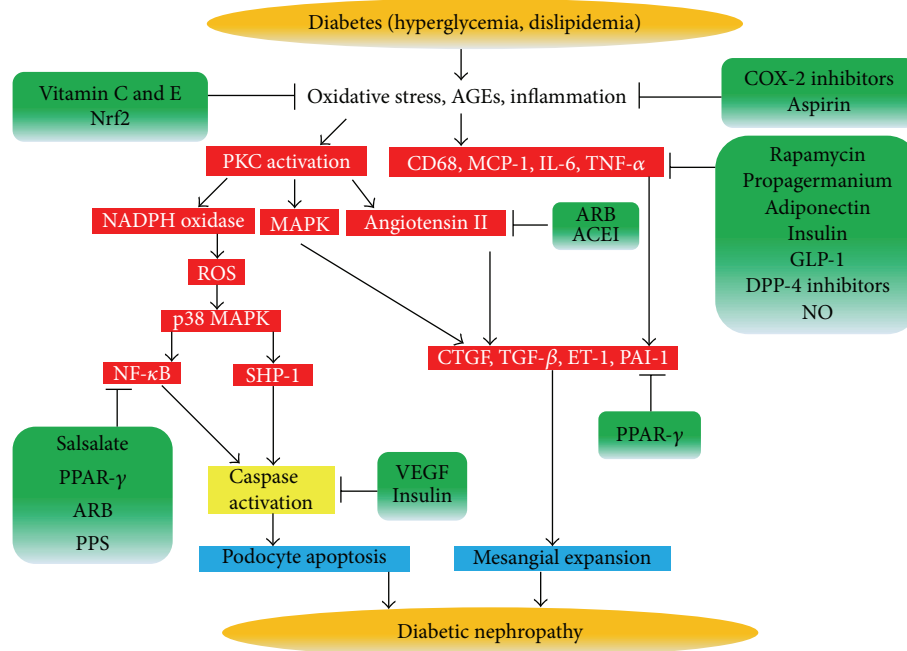 Diabetes (hyperglycemia, dislipidemia)
Vitamin C and E
Nrf2
Oxidative stress, AGEs, inflammation
COX-2 inhibitors
Aspirin
PKC activation
CD68, MCP-1, IL-6, TNF-α
Rapamycin
Propagermanium
Adiponectin
Insulin
GLP-1
DPP-4 inhibitors
NO
NADPH oxidase
MAPK
Angiotensin II
ARB
ACEI
ROS
p38 MAPK
NF-κB
SHP-1
CTGF, TGF-β, ET-1, PAI-1
PPAR-γ
Salsalate
PPAR-γ
ARB
PPS
Caspase
activation
VEGF
Insulin
Podocyte apoptosis
Mesangial expansion
Diabetic nephropathy